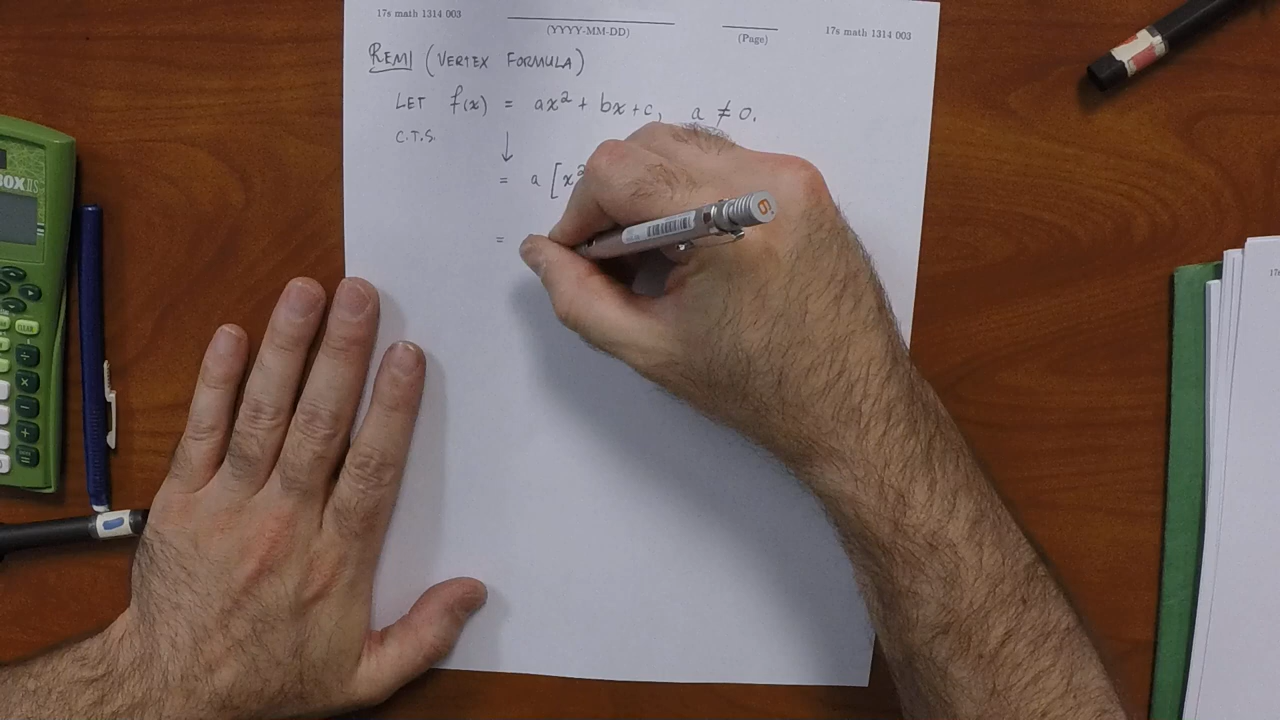 17s math 1314 003 (YYYY-MM-DD) (Page) 17s math 1314 003
REM (VERTEX FORMULA)
LET f(x) = ax² + bx + c, a ≠ 0.
C.T.S. ↓
= a [x²
=